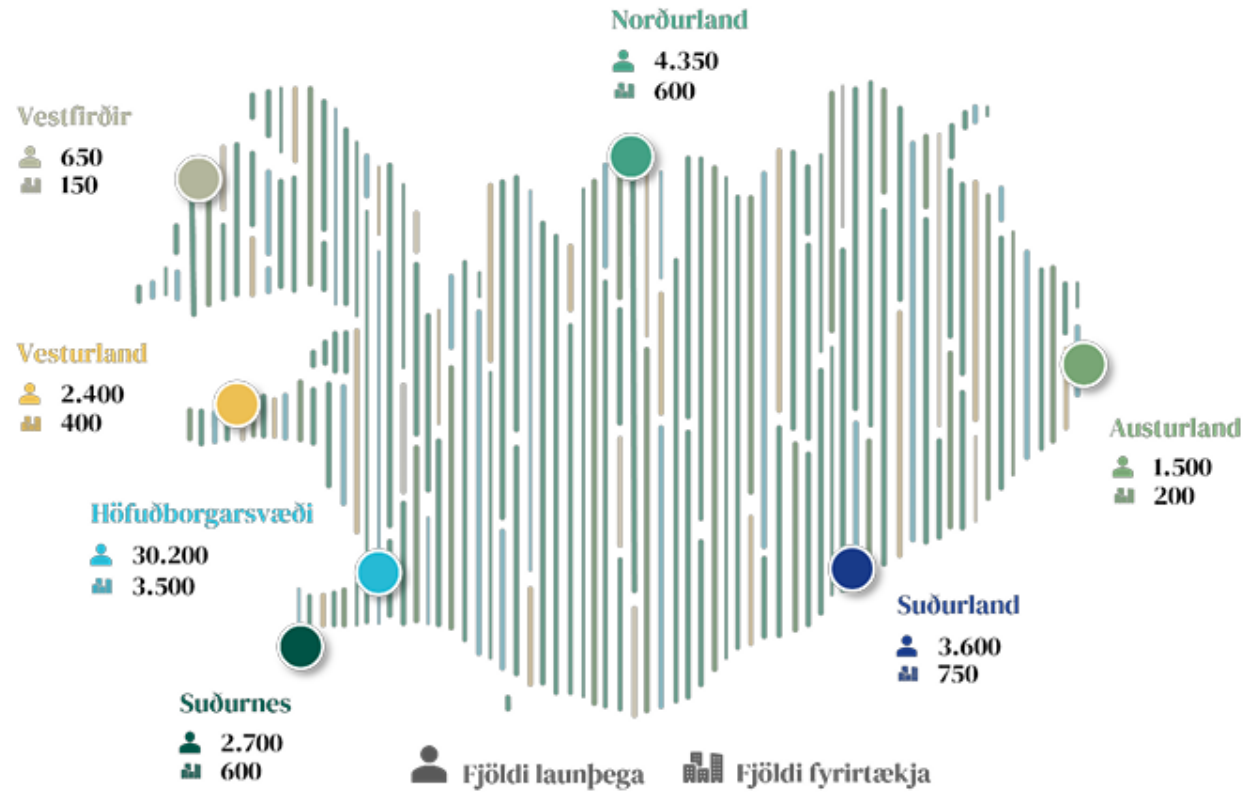 Norðurland
4.350
600
Vestfirðir
650
150
Vesturland
2.400
400
Austurland
1.500
200
Höfuðborgarsvæði
30.200
3.500
Suðurland
3.600
750
Suðurnes
2.700
600
Fjöldi launþega
Fjöldi fyrirtækja